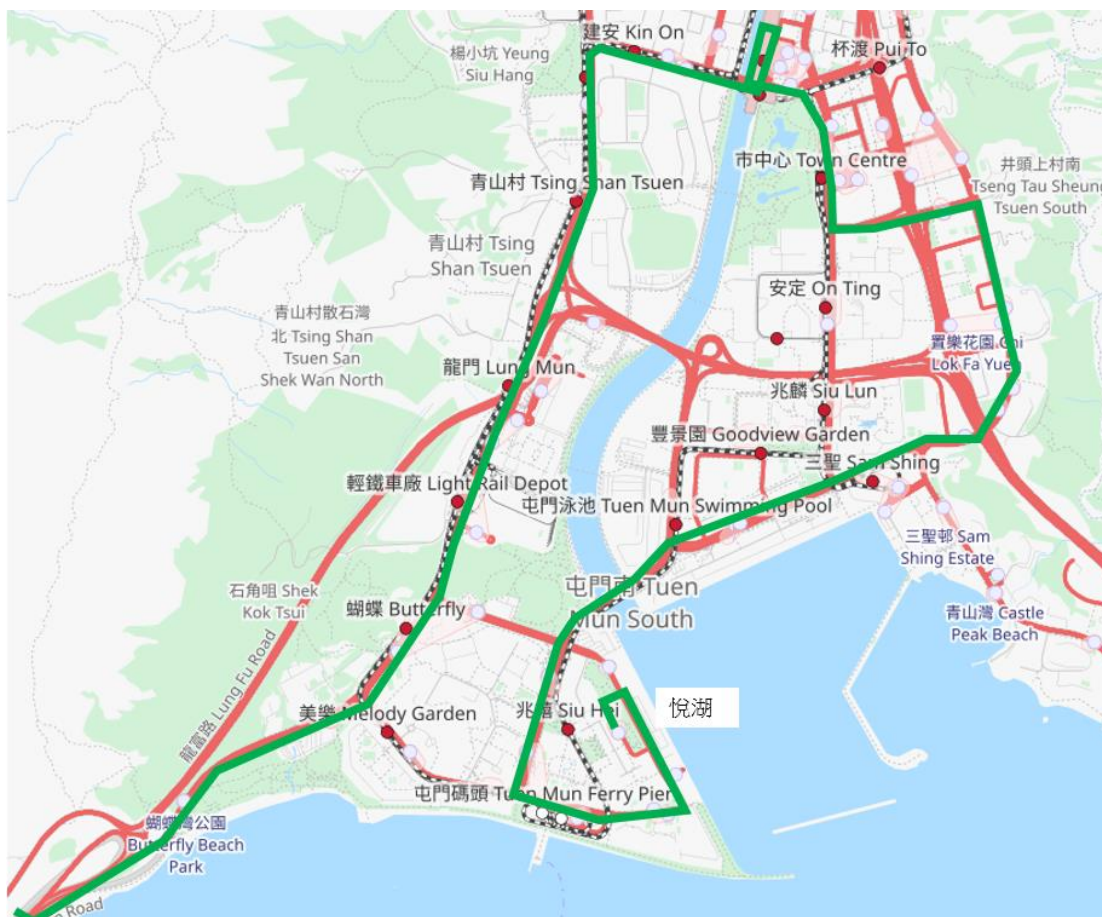 建安 Kin On
楊小坑 Yeung
Siu Hang
杯渡 Pui To
市中心 Town Centre
井頭上村南
Tseng Tau Sheung
Tsuen South
青山村 Tsing Shan Tsuen
青山村 Tsing
Shan Tsuen
安定 On Ting
青山村散石灣
北 Tsing Shan
Tsuen San
Shek Wan North
置樂花園 Chi
Lok Fa Yuen
龍門 Lung Mun
兆麟 Siu Lun
豐景園 Goodview Garden
三聖 Sam Shing
輕鐵車廠 Light Rail Depot
屯門泳池 Tuen Mun Swimming Pool
三聖邨 Sam
Shing Estate
石角咀 Shek
Kok Tsui
屯門南 Tuen
Mun South
蝴蝶 Butterfly
青山灣 Castle
Peak Beach
龍富路 Lung Fu Road
悅湖
美樂 Melody Garden
兆禧 Siu Hei
屯門碼頭 Tuen Mun Ferry Pier
蝴蝶灣公園
Butterfly Beach
Park
Road